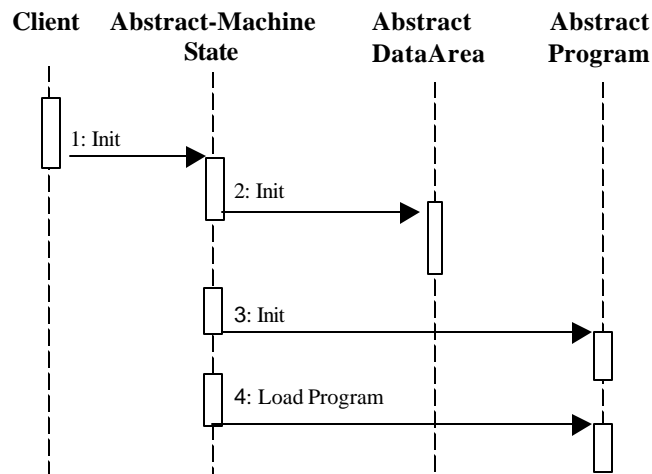 Client
Abstract-Machine
State
Abstract
DataArea
Abstract
Program
1: Init
2: Init
3: Init
4: Load Program